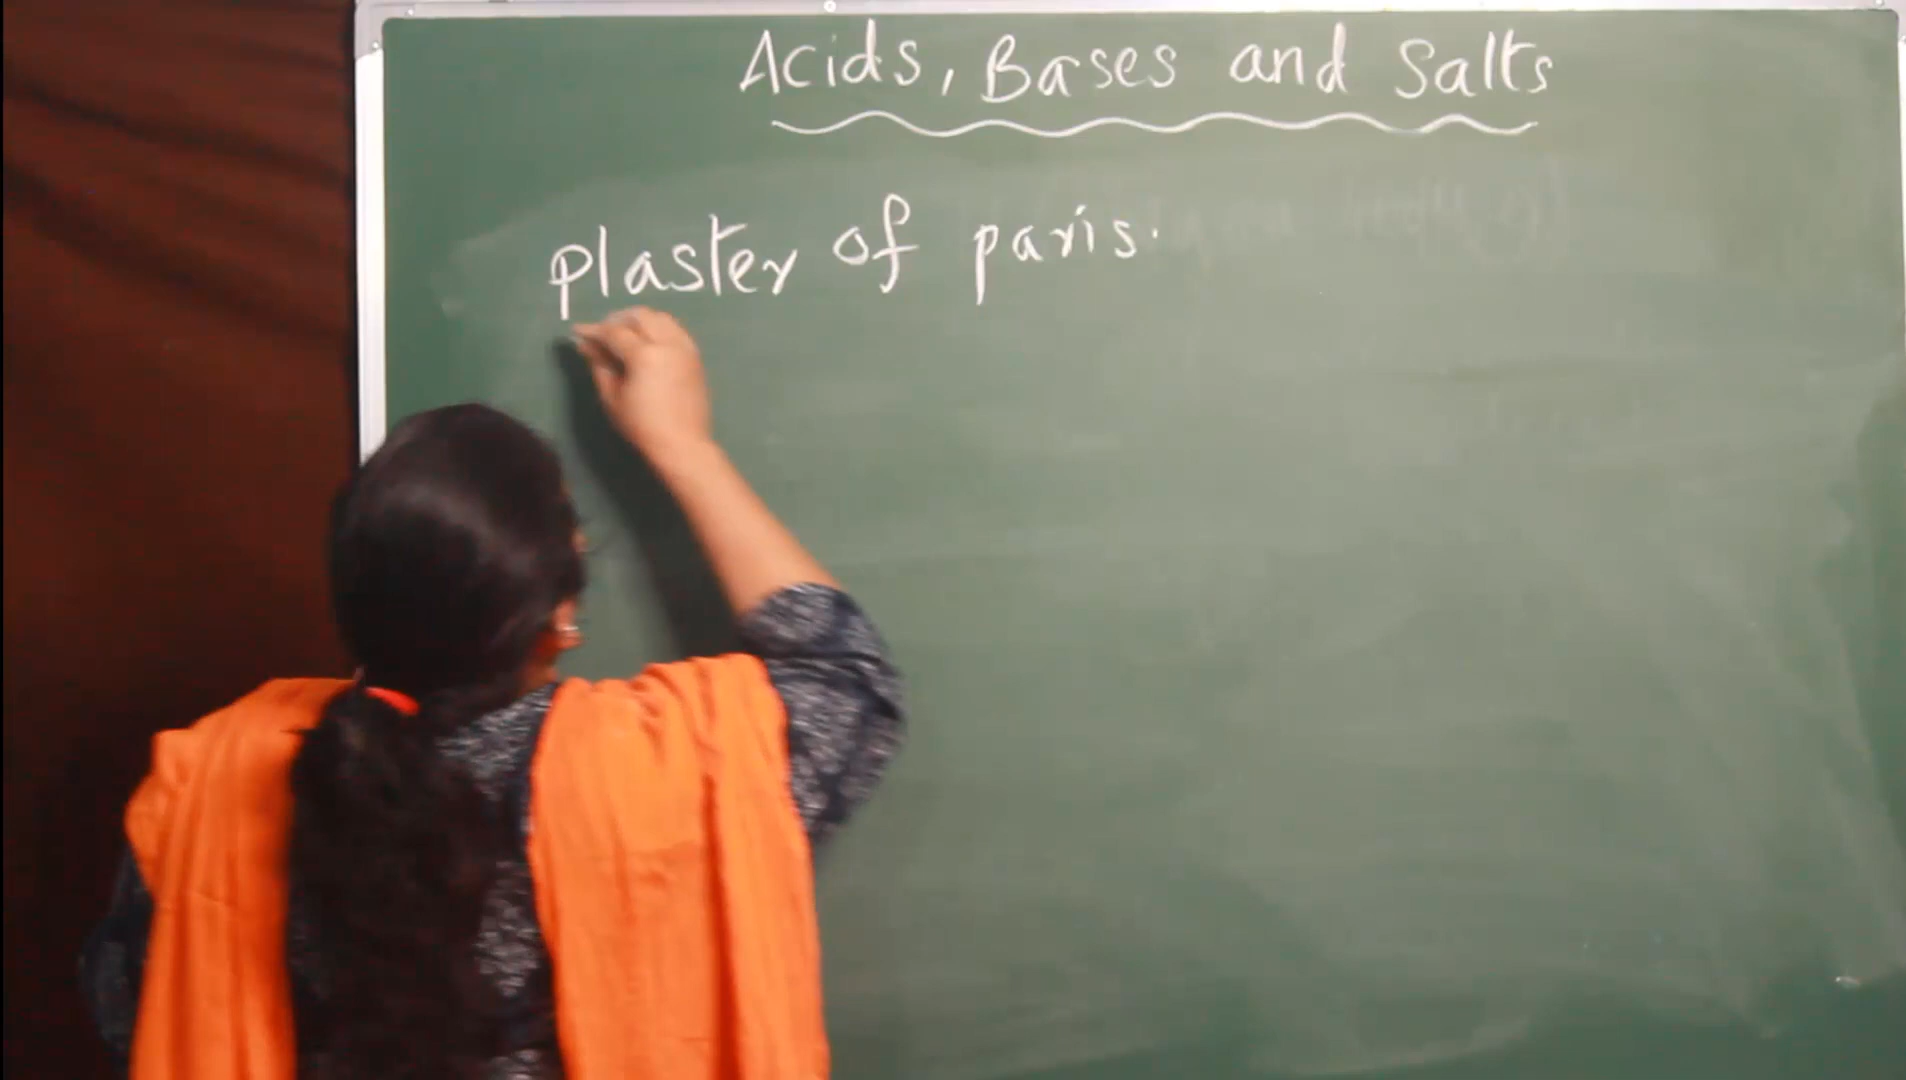 Acids, Bases and Salts
plaster of paris.